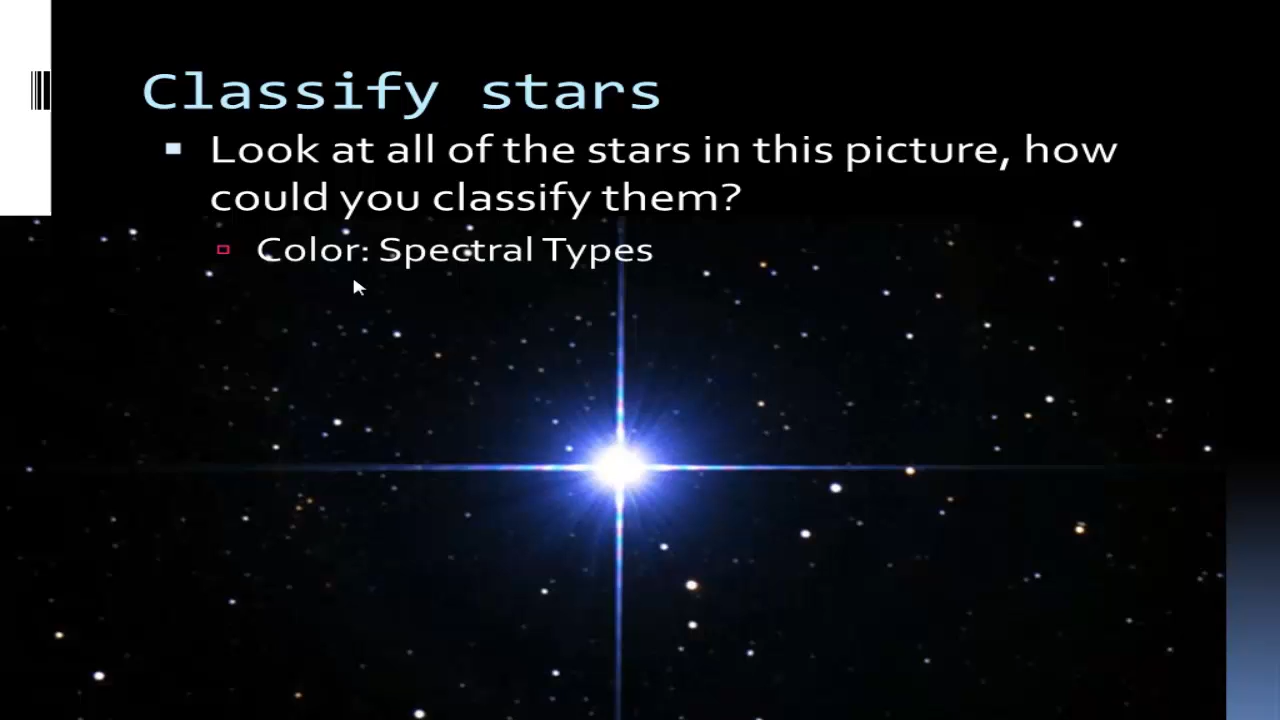 Classify stars
Look at all of the stars in this picture, how
could you classify them?
Color: Spectral Types